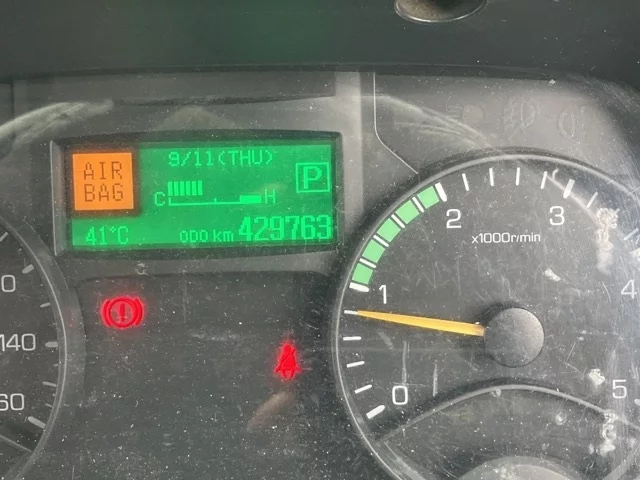 AIR
BAG
9/11(THU)
P
C H
41°C ODO km 429763
x1000r/min
0
1
2
3
4
5
140